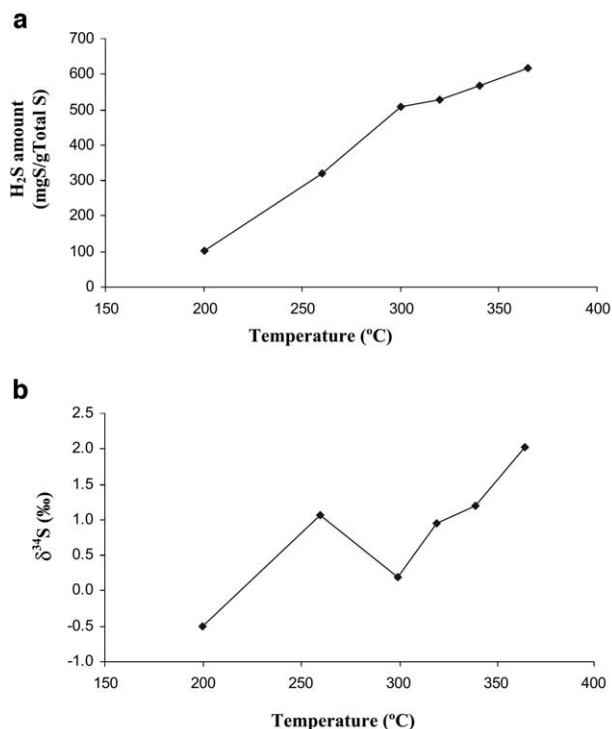 a
700
600
500
400
300
200
100
0
H₂S amount
(mgS/gTotal S)
150 200 250 300 350 400
Temperature (ºC)
b
2.5
2.0
1.5
1.0
0.5
0.0
-0.5
-1.0
δ³⁴S (‰)
150 200 250 300 350 400
Temperature (ºC)